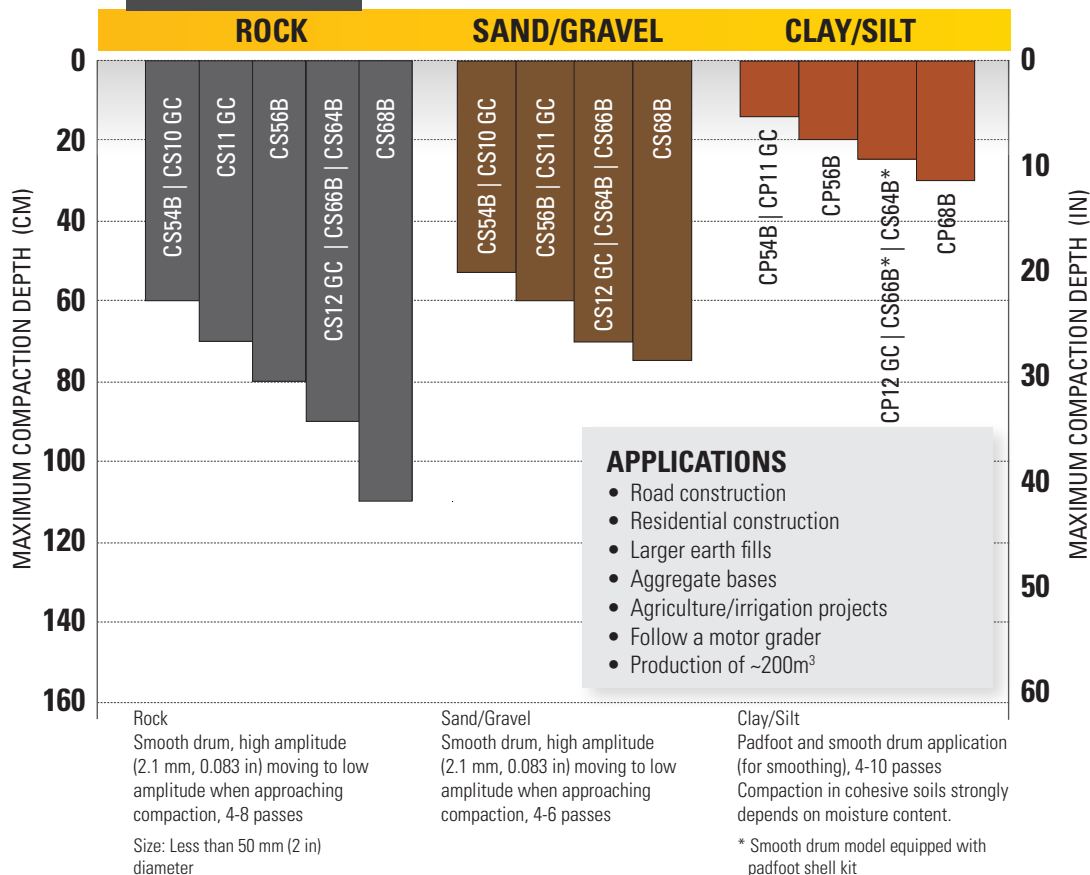 ROCK
SAND/GRAVEL
CLAY/SILT
MAXIMUM COMPACTION DEPTH (CM)
0
20
40
60
80
100
120
140
160
CS54B | CS10 GC
CS11 GC
CS56B
CS12 GC | CS66B | CS64B
CS68B
CS54B | CS10 GC
CS56B | CS11 GC
CS12 GC | CS64B | CS66B
CS68B
CP54B | CP11 GC
CP56B
CP12 GC | CS66B* | CS64B*
CP68B
0
10
20
30
40
50
60
MAXIMUM COMPACTION DEPTH (IN)
APPLICATIONS
• Road construction
• Residential construction
• Larger earth fills
• Aggregate bases
• Agriculture/irrigation projects
• Follow a motor grader
• Production of ~200m³
Rock
Smooth drum, high amplitude
(2.1 mm, 0.083 in) moving to low
amplitude when approaching
compaction, 4-8 passes
Size: Less than 50 mm (2 in)
diameter
Sand/Gravel
Smooth drum, high amplitude
(2.1 mm, 0.083 in) moving to low
amplitude when approaching
compaction, 4-6 passes
Clay/Silt
Padfoot and smooth drum application
(for smoothing), 4-10 passes
Compaction in cohesive soils strongly
depends on moisture content.
* Smooth drum model equipped with
padfoot shell kit